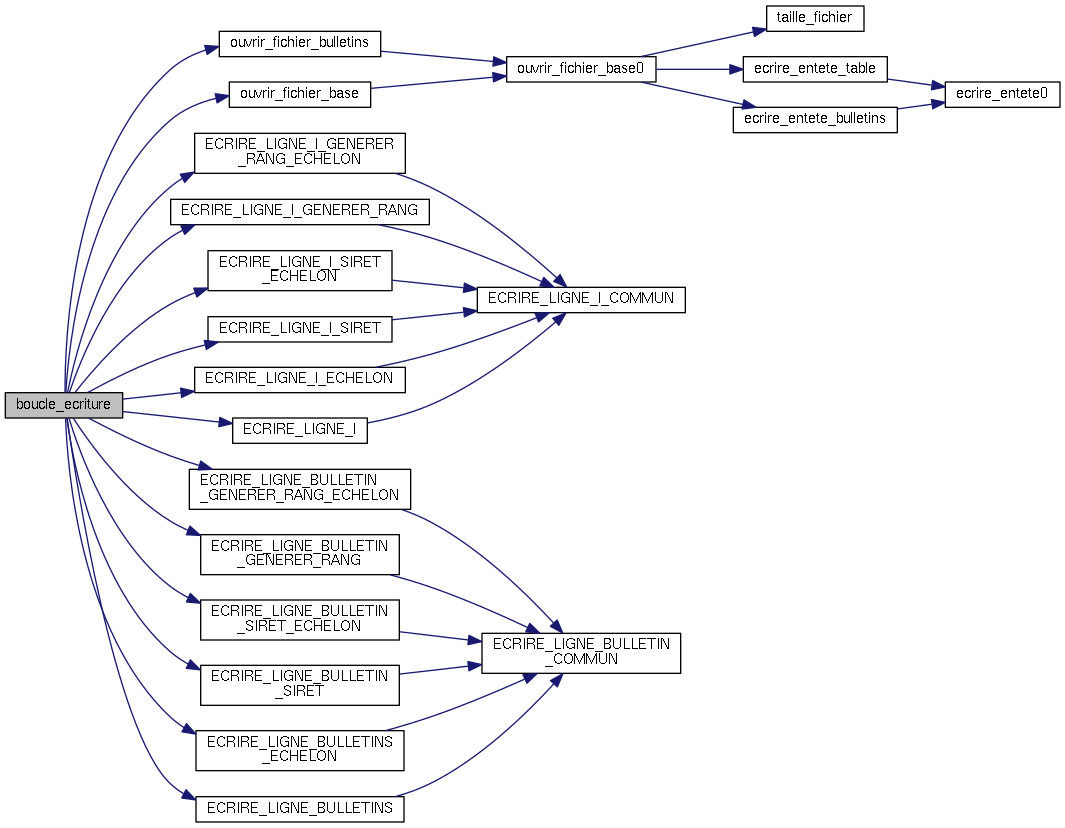 taille_fichier
ouvrir_fichier_bulletins
ouvrir_fichier_base0
ecrire_entete_table
ouvrir_fichier_base
ecrire_entete0
ecrire_entete_bulletins
ECRIRE_LIGNE_I_GENERER
_RANG_ECHELON
ECRIRE_LIGNE_I_GENERER_RANG
ECRIRE_LIGNE_I_SIRET
_ECHELON
ECRIRE_LIGNE_I_COMMUN
ECRIRE_LIGNE_I_SIRET
ECRIRE_LIGNE_I_ECHELON
boucle_ecriture
ECRIRE_LIGNE_I
ECRIRE_LIGNE_BULLETIN
_GENERER_RANG_ECHELON
ECRIRE_LIGNE_BULLETIN
_GENERER_RANG
ECRIRE_LIGNE_BULLETIN
_SIRET_ECHELON
ECRIRE_LIGNE_BULLETIN
_COMMUN
ECRIRE_LIGNE_BULLETIN
_SIRET
ECRIRE_LIGNE_BULLETINS
_ECHELON
ECRIRE_LIGNE_BULLETINS